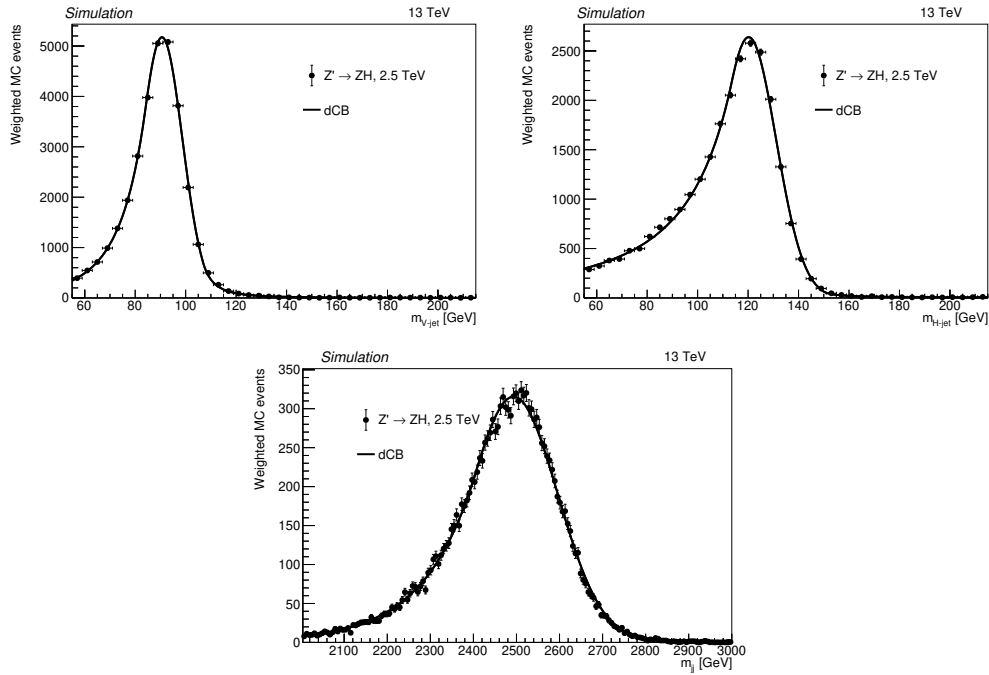 Simulation 13 TeV
Weighted MC events
5000
4000
3000
2000
1000
0
Z' → ZH, 2.5 TeV
dCB
60 80 100 120 140 160 180 200
m_V-jet [GeV]
Simulation 13 TeV
Weighted MC events
2500
2000
1500
1000
500
0
Z' → ZH, 2.5 TeV
dCB
60 80 100 120 140 160 180 200
m_H-jet [GeV]
Simulation 13 TeV
Weighted MC events
350
300
250
200
150
100
50
0
Z' → ZH, 2.5 TeV
dCB
2100 2200 2300 2400 2500 2600 2700 2800 2900 3000
m_jj [GeV]